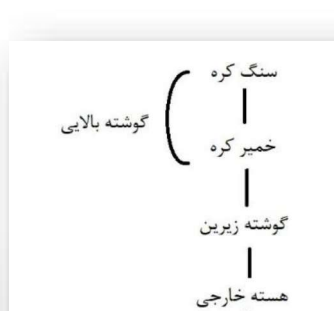 سنگ کره
گوشته بالایی
خمیر کره
گوشته زیرین
هسته خارجی